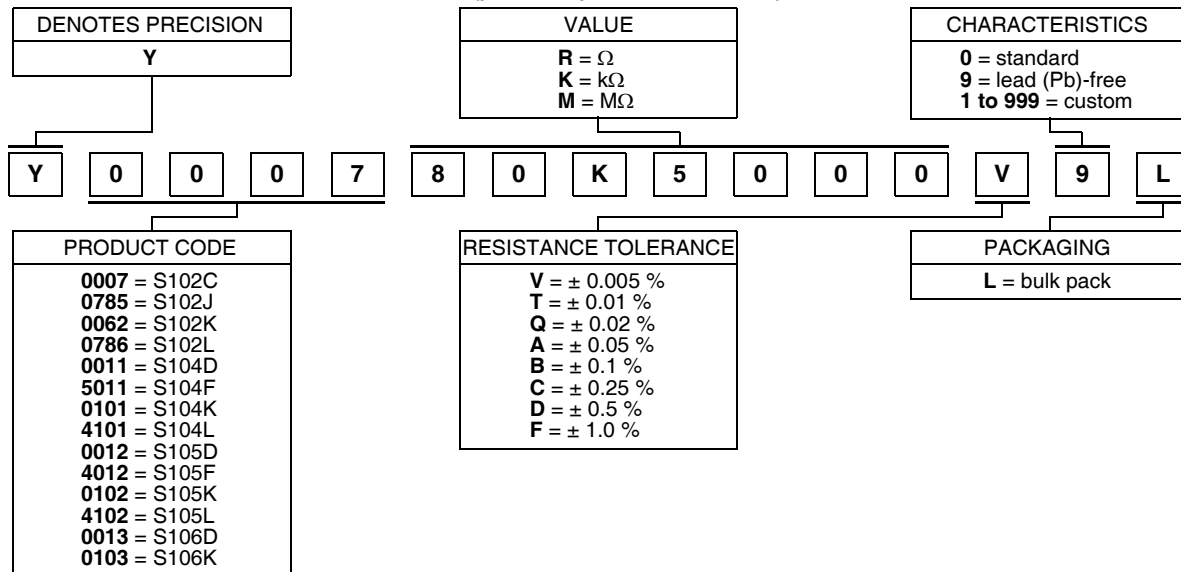 DENOTES PRECISION
Y
VALUE
R = Ω
K = kΩ
M = MΩ
CHARACTERISTICS
0 = standard
9 = lead (Pb)-free
1 to 999 = custom
Y 0 0 0 7 8 0 K 5 0 0 0 V 9 L
PRODUCT CODE
0007 = S102C
0785 = S102J
0062 = S102K
0786 = S102L
0011 = S104D
5011 = S104F
0101 = S104K
4101 = S104L
0012 = S105D
4012 = S105F
0102 = S105K
4102 = S105L
0013 = S106D
0103 = S106K
RESISTANCE TOLERANCE
V = ± 0.005 %
T = ± 0.01 %
Q = ± 0.02 %
A = ± 0.05 %
B = ± 0.1 %
C = ± 0.25 %
D = ± 0.5 %
F = ± 1.0 %
PACKAGING
L = bulk pack